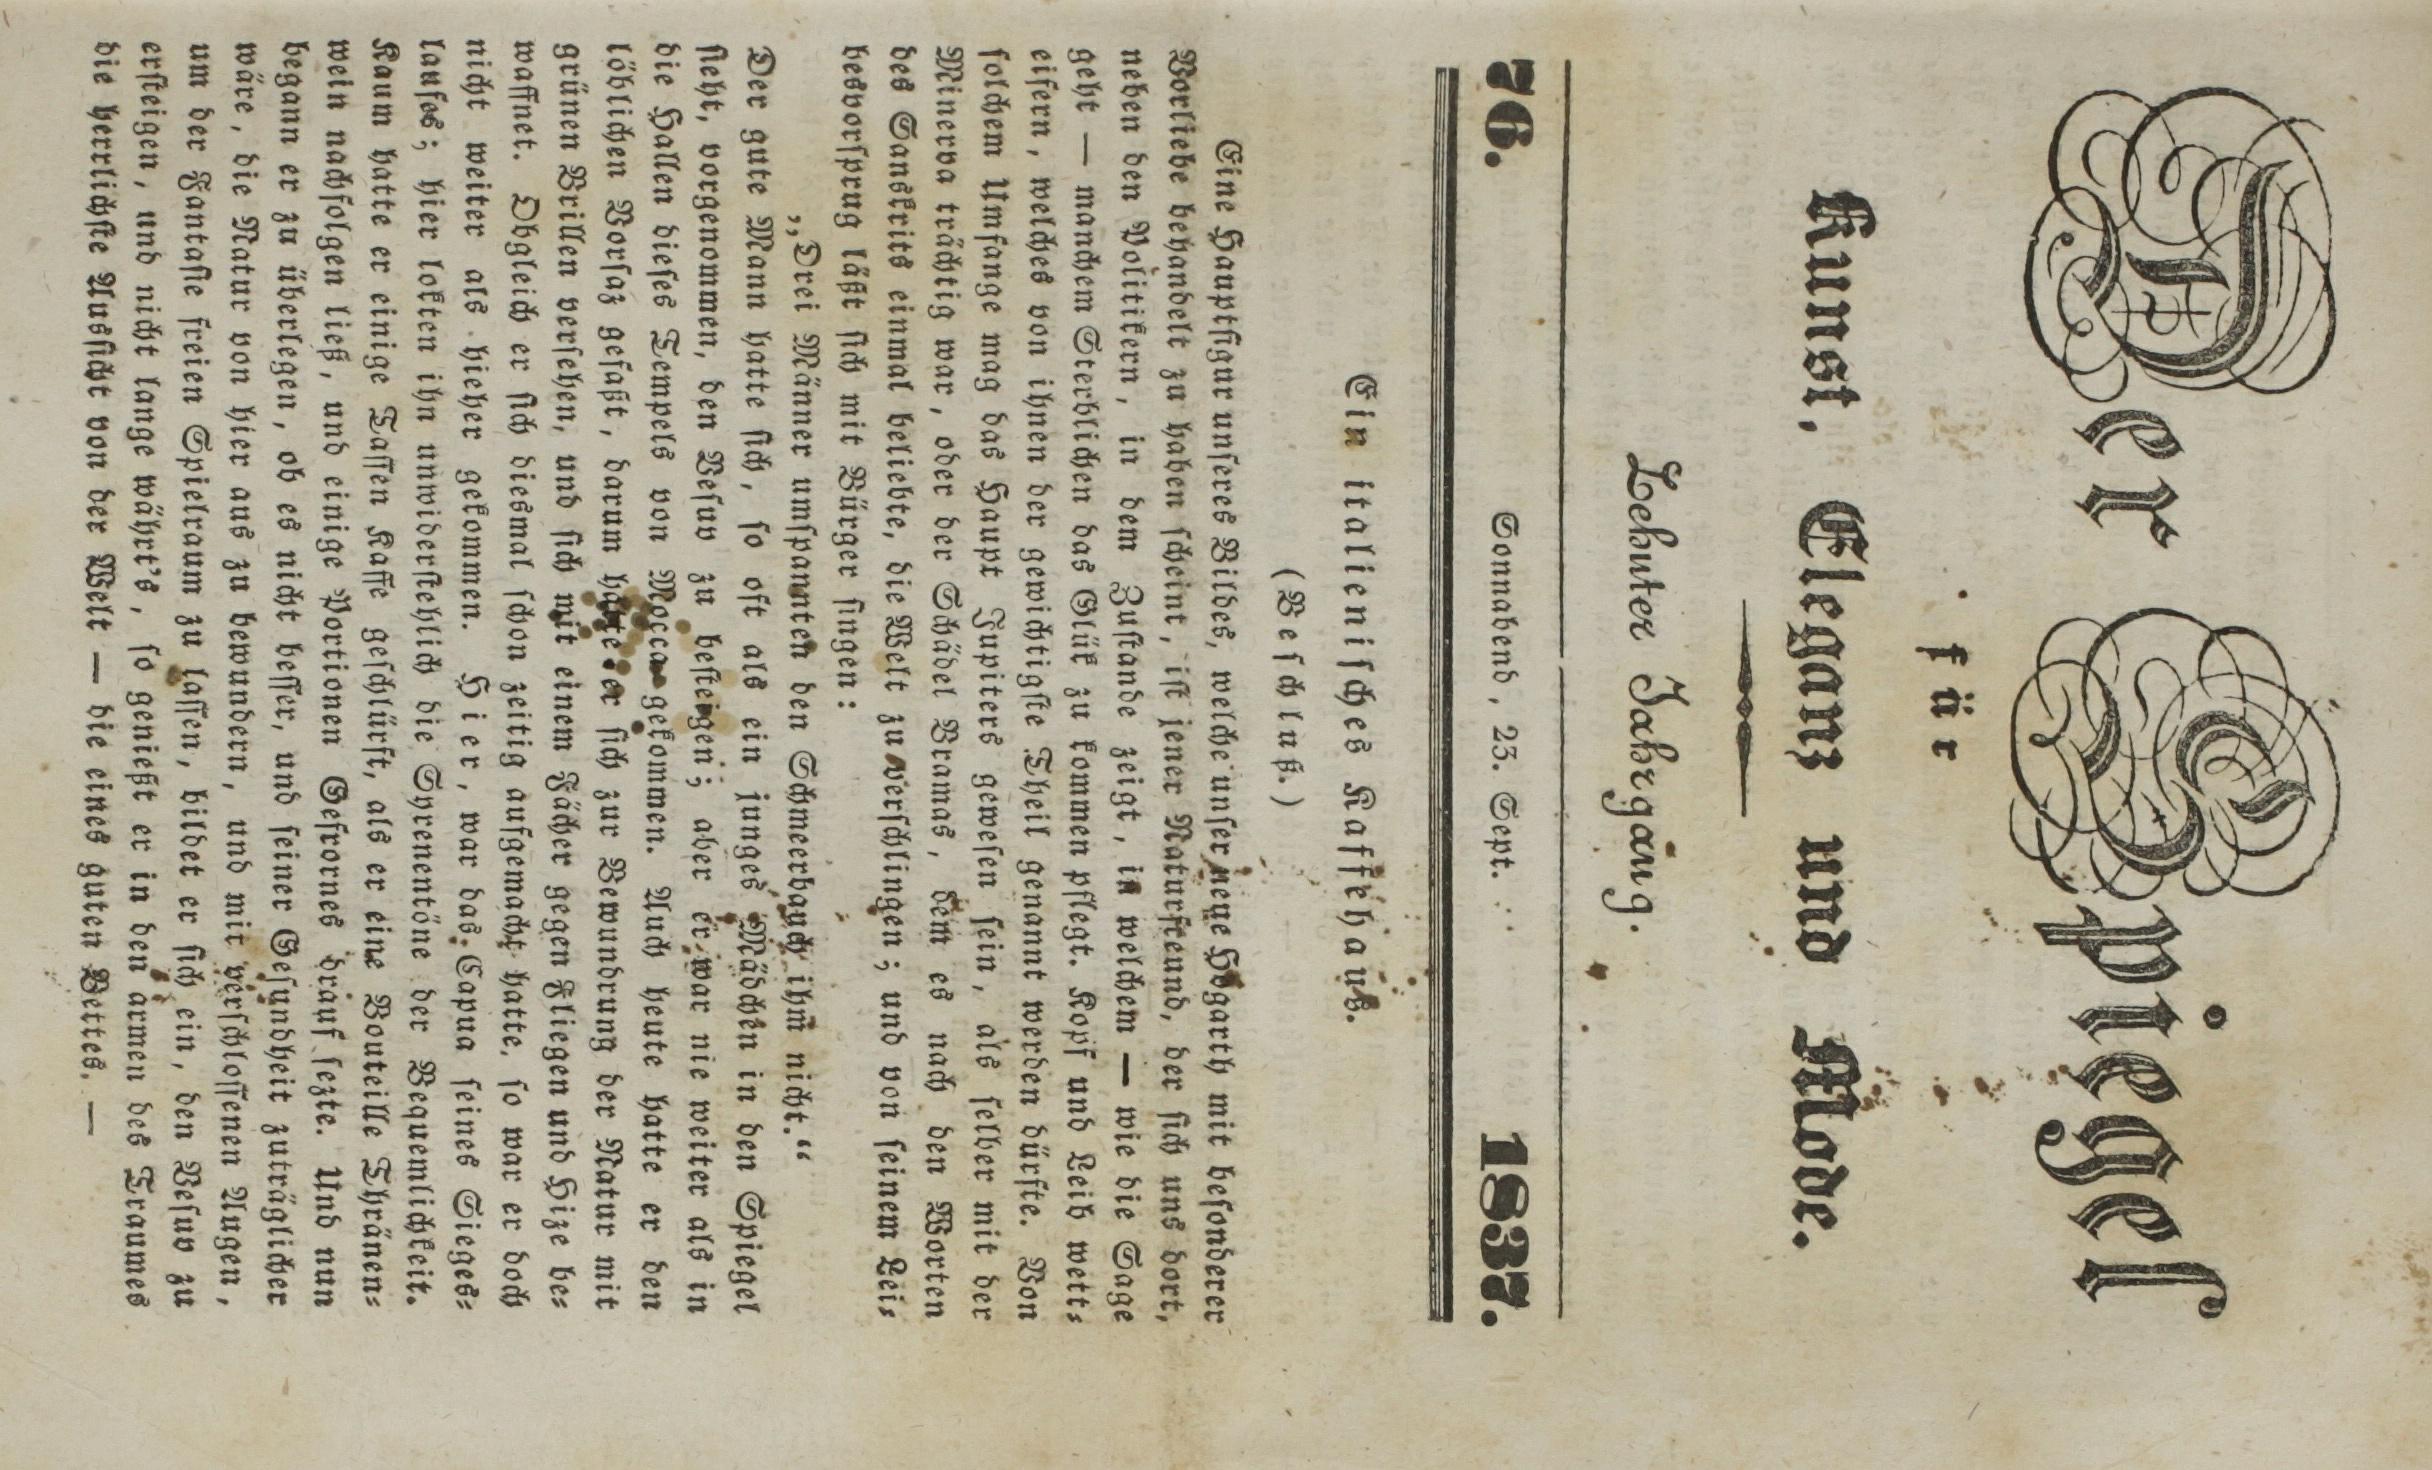 Der Spiegel
für
Kunst, Eleganz und Mode.
Zehnter Jahrgang.
76. Sonnabend, 23. Sept. 1837.
Ein italienisches Kaffehaus.
(Beschluß.)
Eine Hauptfigur unseres Bildes, welche unser neue Hogarth mit besonderer
Vorliebe behandelt zu haben scheint, ist jener Naturfreund, der sich uns dort,
neben den Politikern, in dem Zustande zeigt, in welchem — wie die Sage
geht — manchem Sterblichen das Glük zu kommen pflegt. Kopf und Leib wett-
eifern, welches von ihnen der gewichtigste Theil genannt werden dürfte. Von
solchem Umfange mag das Haupt Jupiters gewesen sein, als selber mit der
Minerva trächtig war, oder der Schädel Bramas, dem es nach den Worten
des Sanskrits einmal beliebte, die Welt zu verschlingen; und von seinem Lei-
besvorsprug läßt sich mit Bürger singen:
„Drei Männer umspannten den Schmeerbauch ihm nicht.“
Der gute Mann hatte sich, so oft als ein junges Mädchen in den Spiegel
sieht, vorgenommen, den Vesuv zu besteigen; aber er war nie weiter als in
die Hallen dieses Tempels von Mocca gekommen. Auch heute hatte er den
löblichen Vorsaz gefaßt, darum hatte er sich zur Bewundrung der Natur mit
grünen Brillen versehen, und sich mit einem Fächer gegen Fliegen und Hize be-
waffnet. Obgleich er sich diesmal schon zeitig aufgemacht hatte, so war er doch
nicht weiter als hieher gekommen. Hier, war das Capua seines Sieges-
laufes; hier lokten ihn unwiderstehlich die Syrenentöne der Bequemlichkeit.
Kaum hatte er einige Tassen Kaffe geschlürft, als er eine Bouteille Thränen-
wein nachfolgen ließ, und einige Portionen Gefrornes drauf sezte. Und nun
begann er zu überlegen, ob es nicht besser, und seiner Gesundheit zuträglicher
wäre, die Natur von hier aus zu bewundern, und mit verschlossenen Augen,
um der Fantasie freien Spielraum zu lassen, bildet er sich ein, den Vesuv zu
ersteigen, und nicht lange währt's, so genießt er in den armen des Traumes
die herrlichste Aussicht von der Welt — die eines guten Bettes. —